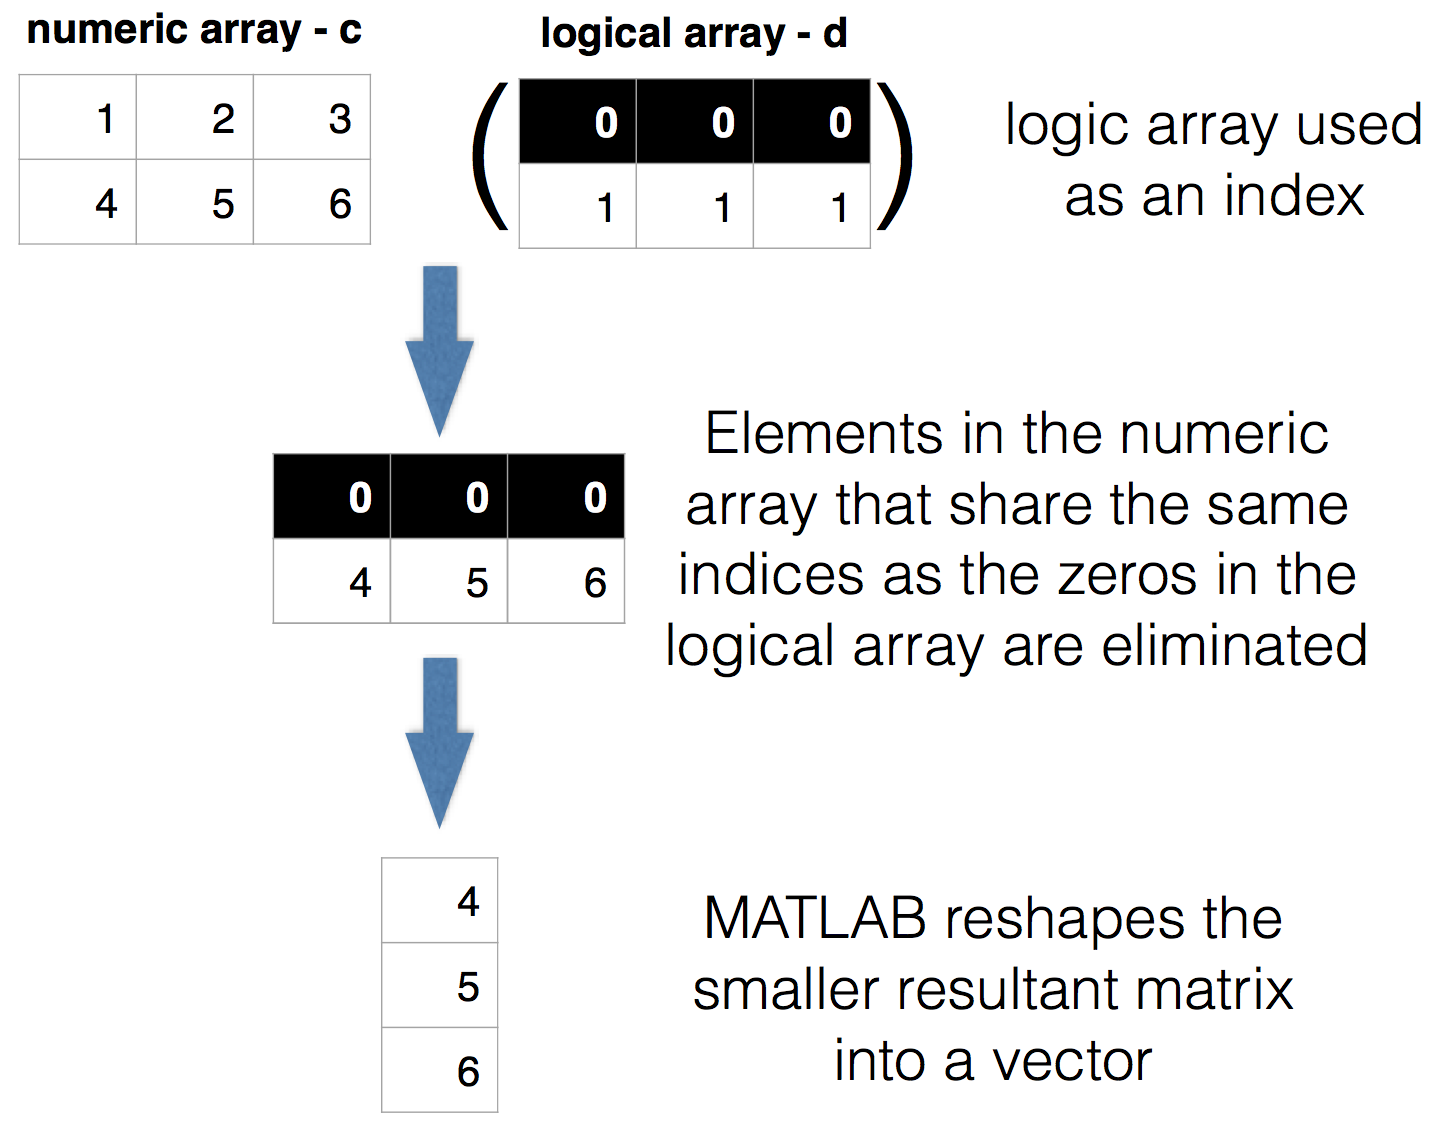 numeric array - c
logical array - d
1 2 3
4 5 6
( 0 0 0 )
1 1 1
logic array used
as an index
0 0 0
4 5 6
Elements in the numeric
array that share the same
indices as the zeros in the
logical array are eliminated
4
5
6
MATLAB reshapes the
smaller resultant matrix
into a vector